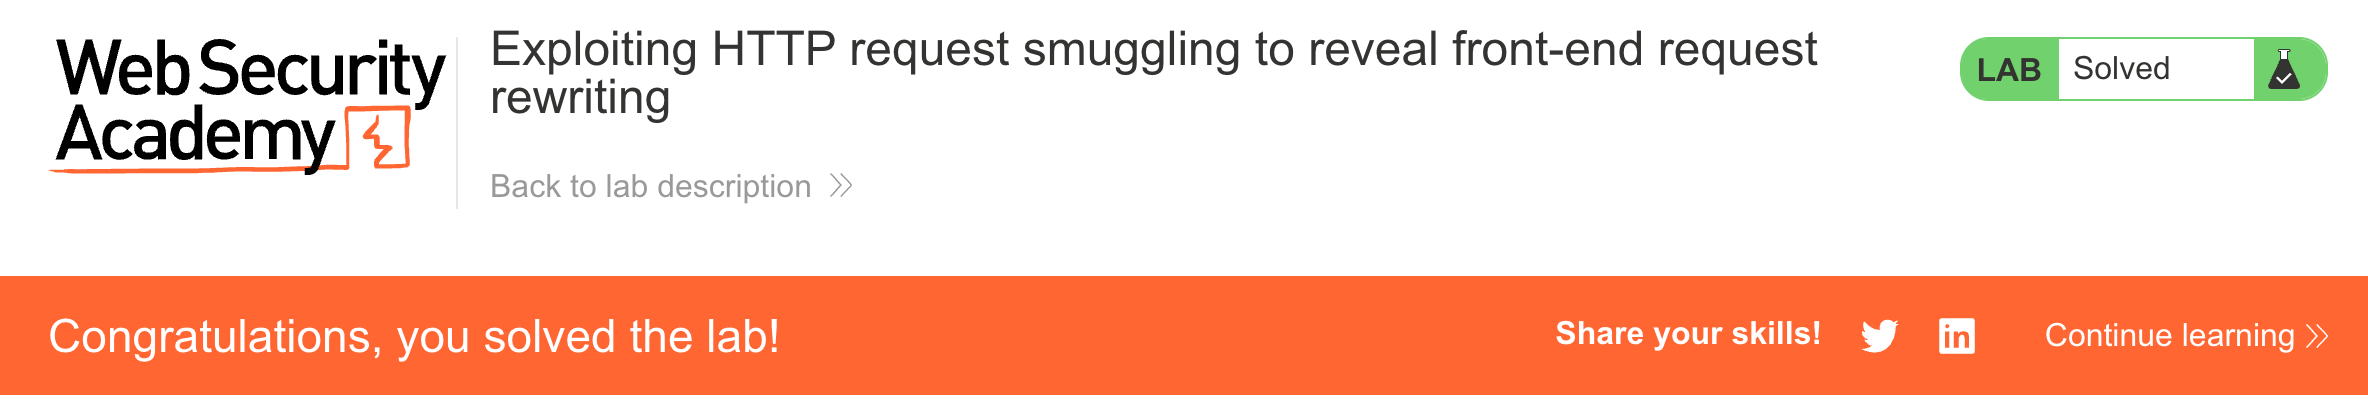 Web Security
Academy
Exploiting HTTP request smuggling to reveal front-end request
rewriting
Back to lab description
LAB Solved
Congratulations, you solved the lab!
Share your skills!
in
Continue learning